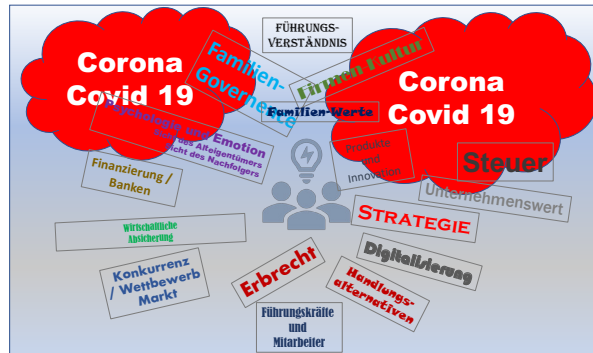 FÜHRUNGS-
VERSTÄNDNIS
Corona
Covid 19
Familien-
Governence
Firmen Kultur
Corona
Covid 19
Familien-Werte
Psychologie und Emotion
des Alteigentümers
Sicht des Nachfolgers
Produkte
und
Innovation
Steuer
Finanzierung /
Banken
Unternehmenswert
STRATEGIE
Wirtschaftliche
Absicherung
Digitalisierung
Konkurrenz
/ Wettbewerb
Markt
Erbrecht
Handlungs-
alternativen
Führungskräfte
und
Mitarbeiter